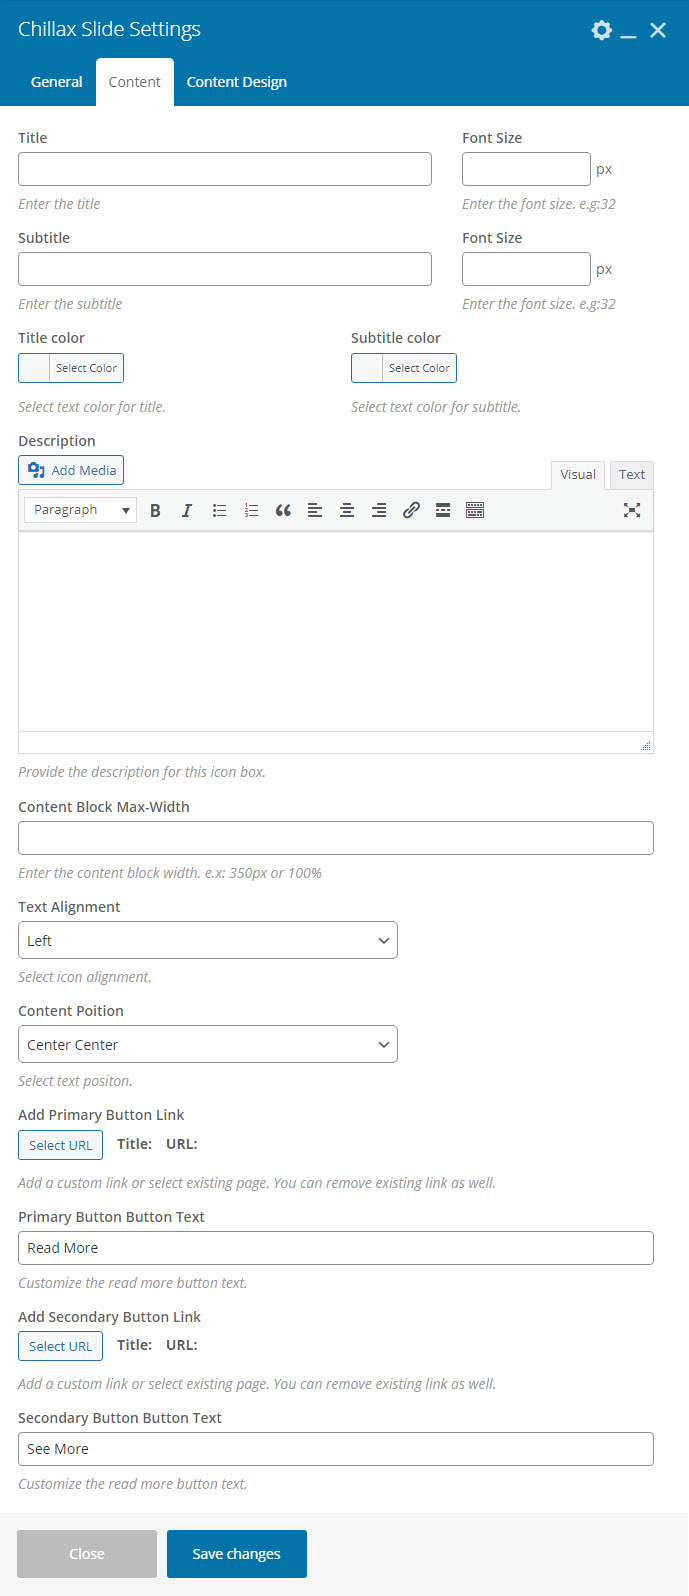 Chillax Slide Settings
General Content Content Design
Title Font Size
px
Enter the title Enter the font size. e.g:32
Subtitle Font Size
px
Enter the subtitle Enter the font size. e.g:32
Title color Subtitle color
Select Color Select Color
Select text color for title. Select text color for subtitle.
Description
Add Media Visual Text
Paragraph B I
Provide the description for this icon box.
Content Block Max-Width
Enter the content block width. e.x: 350px or 100%
Text Alignment
Left
Select icon alignment.
Content Poition
Center Center
Select text positon.
Add Primary Button Link
Select URL Title: URL:
Add a custom link or select existing page. You can remove existing link as well.
Primary Button Button Text
Read More
Customize the read more button text.
Add Secondary Button Link
Select URL Title: URL:
Add a custom link or select existing page. You can remove existing link as well.
Secondary Button Button Text
See More
Customize the read more button text.
Close Save changes